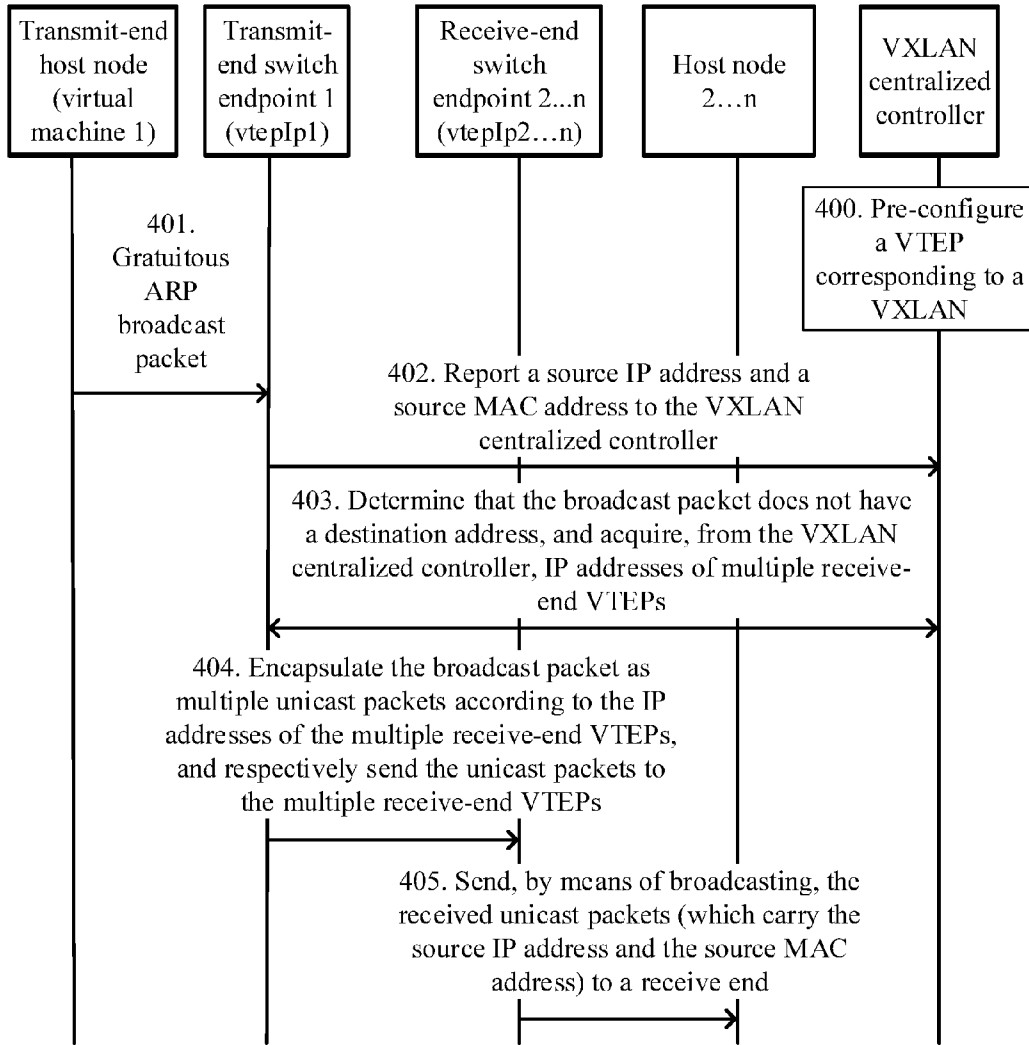 Transmit-end
host node
(virtual
machine 1)
Transmit-
end switch
endpoint 1
(vtepIp1)
Receive-end
switch
endpoint 2...n
(vtepIp2…n)
Host node
2…n
VXLAN
centralized
controller
400. Pre-configure
a VTEP
corresponding to a
VXLAN
401.
Gratuitous
ARP
broadcast
packet
402. Report a source IP address and a
source MAC address to the VXLAN
centralized controller
403. Determine that the broadcast packet does not have
a destination address, and acquire, from the VXLAN
centralized controller, IP addresses of multiple receive-
end VTEPs
404. Encapsulate the broadcast packet as
multiple unicast packets according to the IP
addresses of the multiple receive-end VTEPs,
and respectively send the unicast packets to
the multiple receive-end VTEPs
405. Send, by means of broadcasting, the
received unicast packets (which carry the
source IP address and the source MAC
address) to a receive end